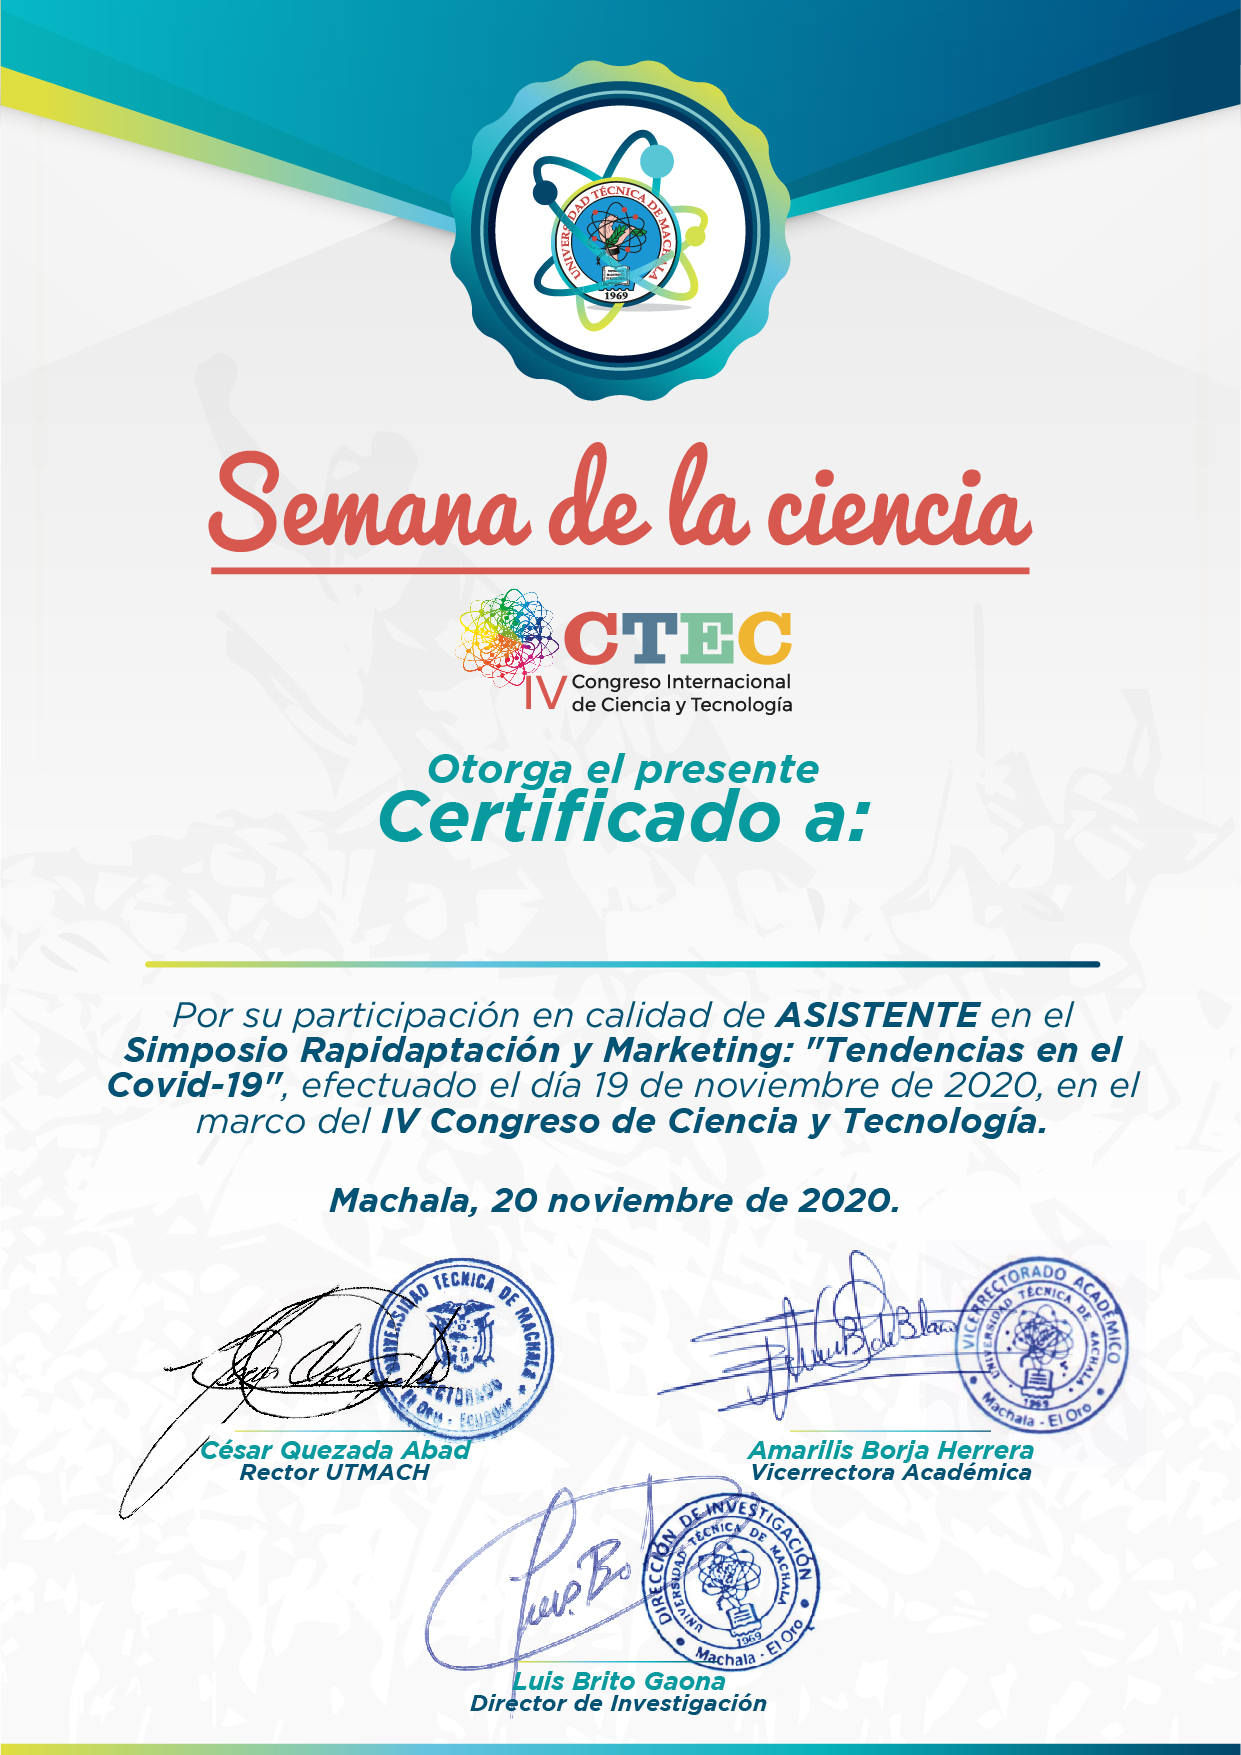 UNIVERSIDAD TÉCNICA DE MACHALA
1969
Semana de la ciencia
CTEC
IV Congreso Internacional
de Ciencia y Tecnología
Otorga el presente
Certificado a:
Por su participación en calidad de ASISTENTE en el
Simposio Rapidaptación y Marketing: "Tendencias en el
Covid-19", efectuado el día 19 de noviembre de 2020, en el
marco del IV Congreso de Ciencia y Tecnología.
Machala, 20 noviembre de 2020.
UNIVERSIDAD TECNICA DE MACHALA
RECTORADO
El Oro - Ecuador
VICERRECTORADO ACADÉMICO
UNIVERSIDAD TÉCNICA DE MACHALA
1969
Machala - El Oro
César Quezada Abad
Rector UTMACH
Amarilis Borja Herrera
Vicerrectora Académica
DIRECCIÓN DE INVESTIGACIÓN
UNIVERSIDAD TÉCNICA DE MACHALA
1969
Machala - El Oro
Luis Brito Gaona
Director de Investigación